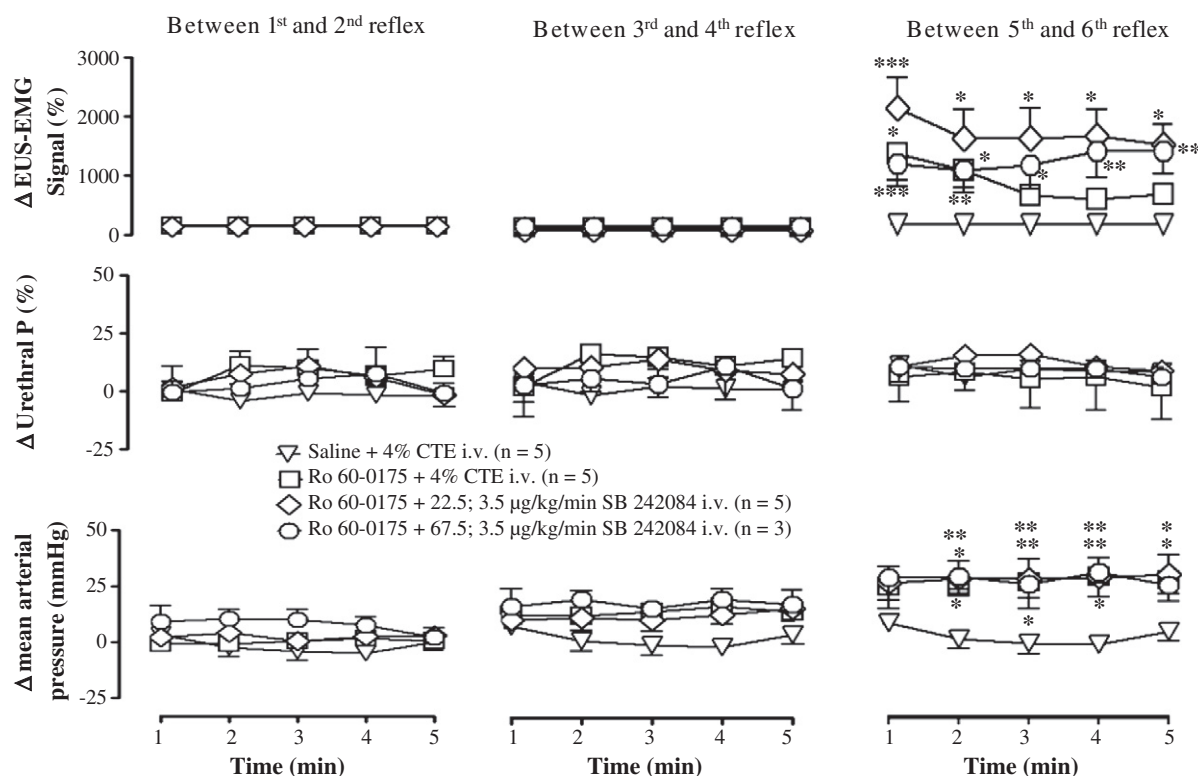 Between 1st and 2nd reflex
Between 3rd and 4th reflex
Between 5th and 6th reflex
Δ EUS-EMG
Signal (%)
3000
2000
1000
0
***
*
*
*
*
*
*
*
**
**
***
**
Δ Urethral P (%)
50
25
0
-25
Saline + 4% CTE i.v. (n = 5)
Ro 60-0175 + 4% CTE i.v. (n = 5)
Ro 60-0175 + 22.5; 3.5 µg/kg/min SB 242084 i.v. (n = 5)
Ro 60-0175 + 67.5; 3.5 µg/kg/min SB 242084 i.v. (n = 3)
Δ mean arterial
pressure (mmHg)
50
25
0
-25
** ** ** *
* ** ** *
* *
*
1 2 3 4 5
1 2 3 4 5
1 2 3 4 5
Time (min)
Time (min)
Time (min)